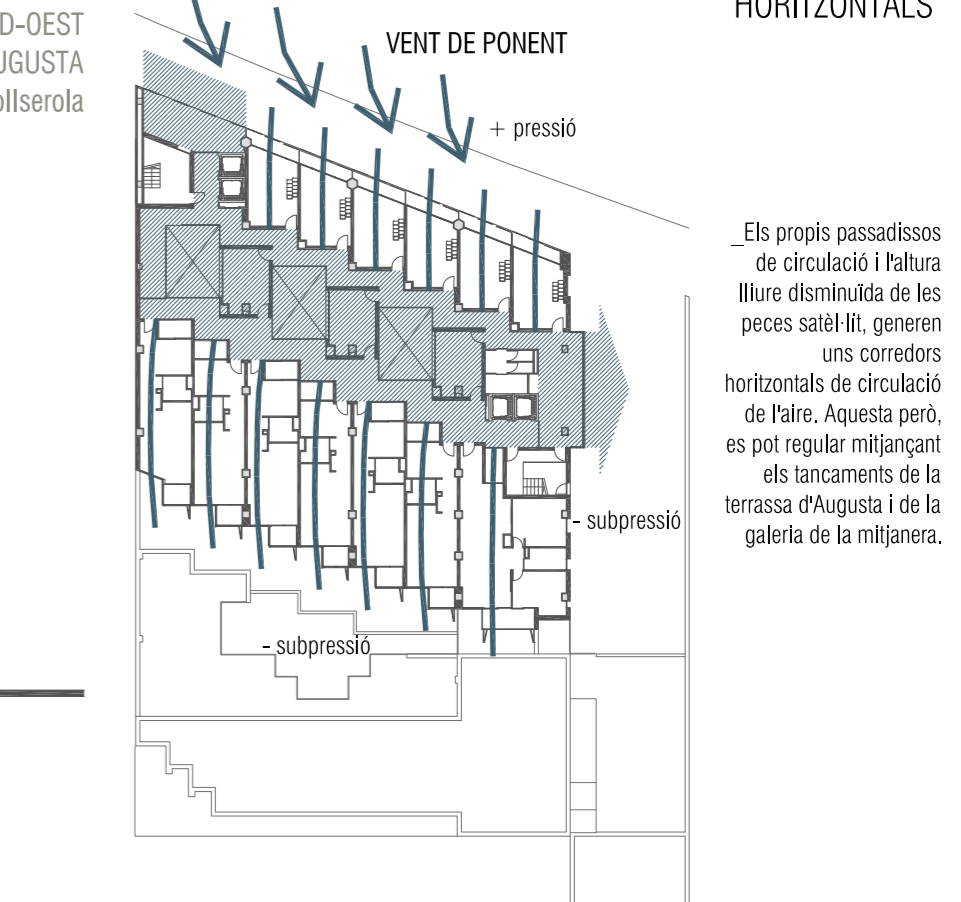 D-OEST
UGUSTA
ollserola
HORITZONTALS
VENT DE PONENT
+ pressió
_Els propis passadissos
de circulació i l'altura
lliure disminuïda de les
peces satèl·lit, generen
uns corredors
horitzontals de circulació
de l'aire. Aquesta però,
es pot regular mitjançant
els tancaments de la
terrassa d'Augusta i de la
galeria de la mitjanera.
- subpressió
- subpressió